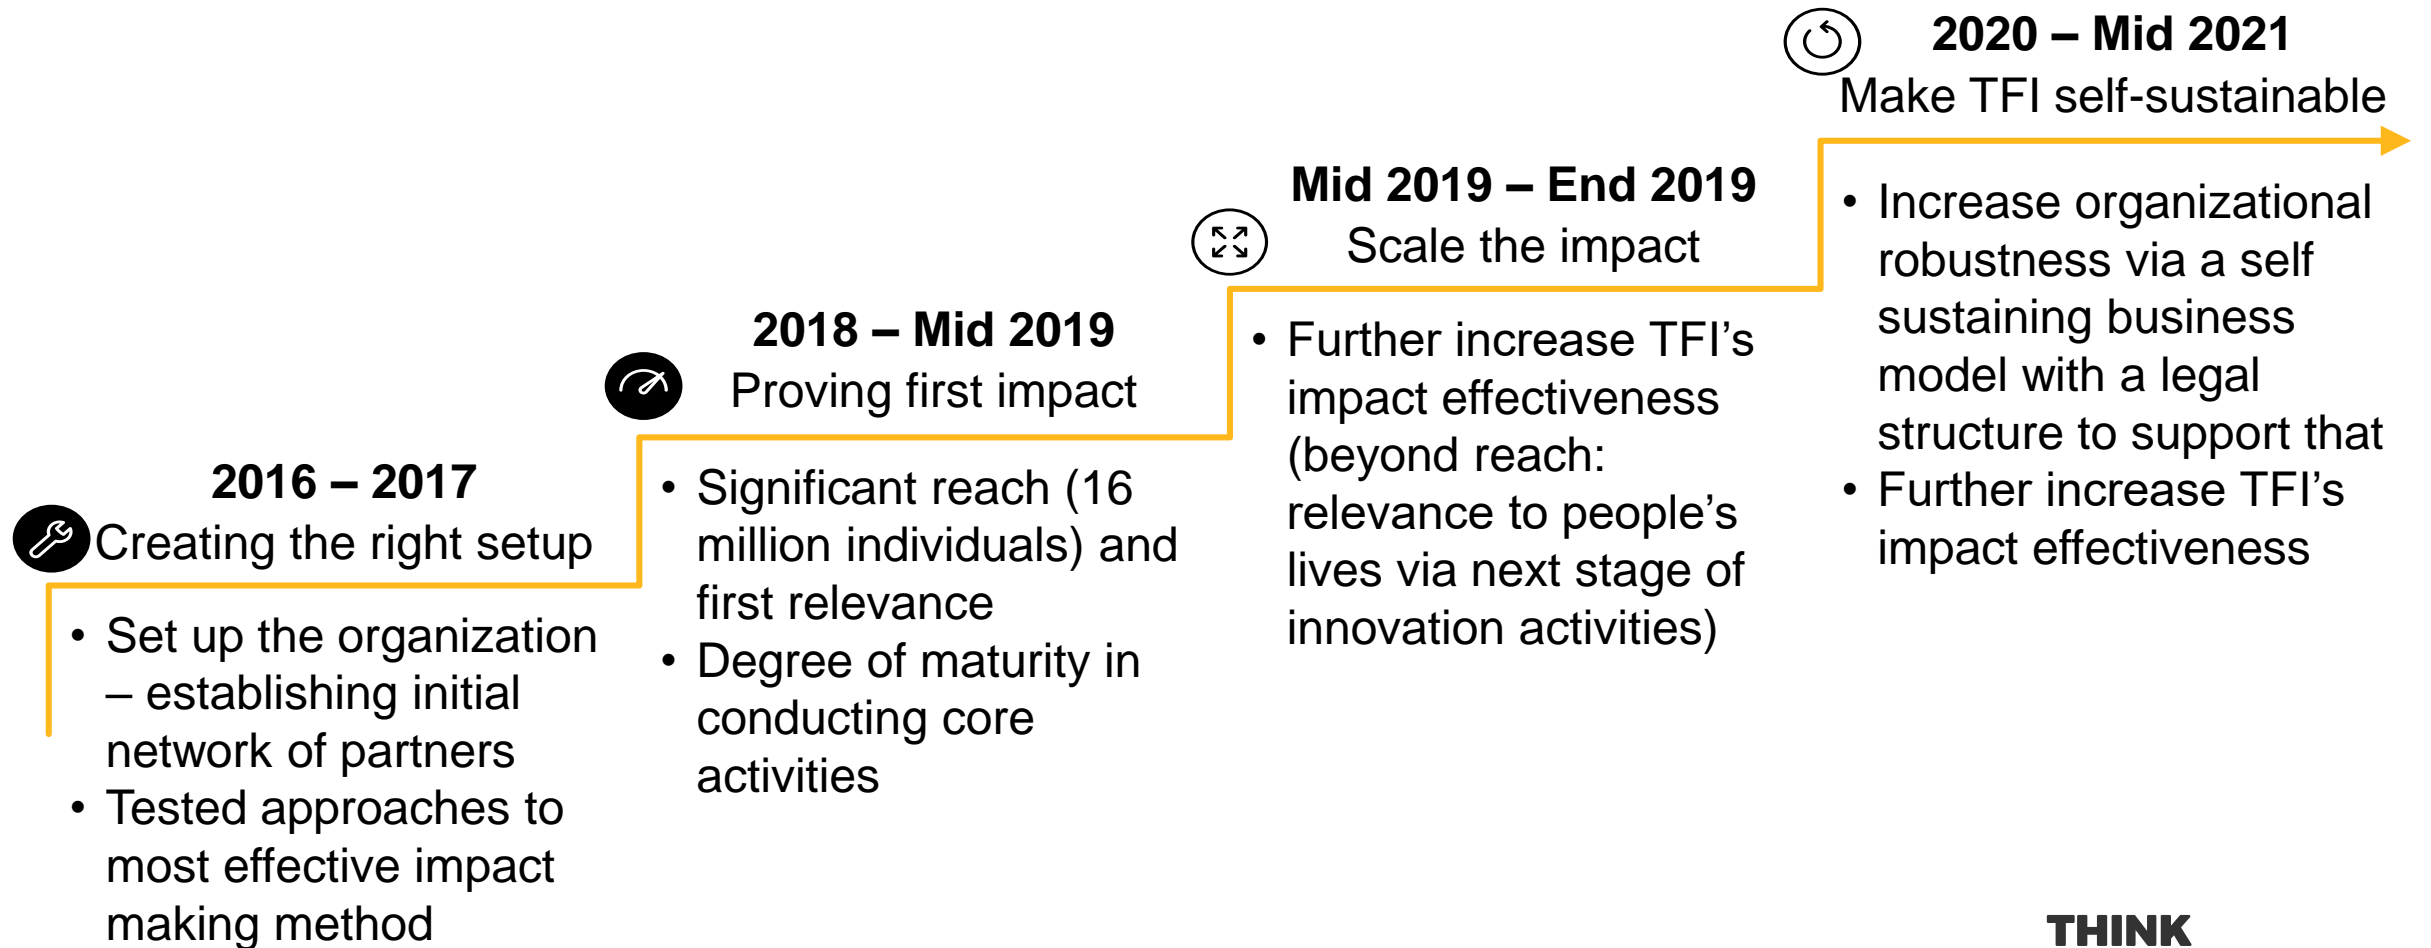 2016 – 2017
Creating the right setup
• Set up the organization
– establishing initial
network of partners
• Tested approaches to
most effective impact
making method
2018 – Mid 2019
Proving first impact
• Significant reach (16
million individuals) and
first relevance
• Degree of maturity in
conducting core
activities
Mid 2019 – End 2019
Scale the impact
• Further increase TFI’s
impact effectiveness
(beyond reach:
relevance to people’s
lives via next stage of
innovation activities)
2020 – Mid 2021
Make TFI self-sustainable
• Increase organizational
robustness via a self
sustaining business
model with a legal
structure to support that
• Further increase TFI’s
impact effectiveness
THINK